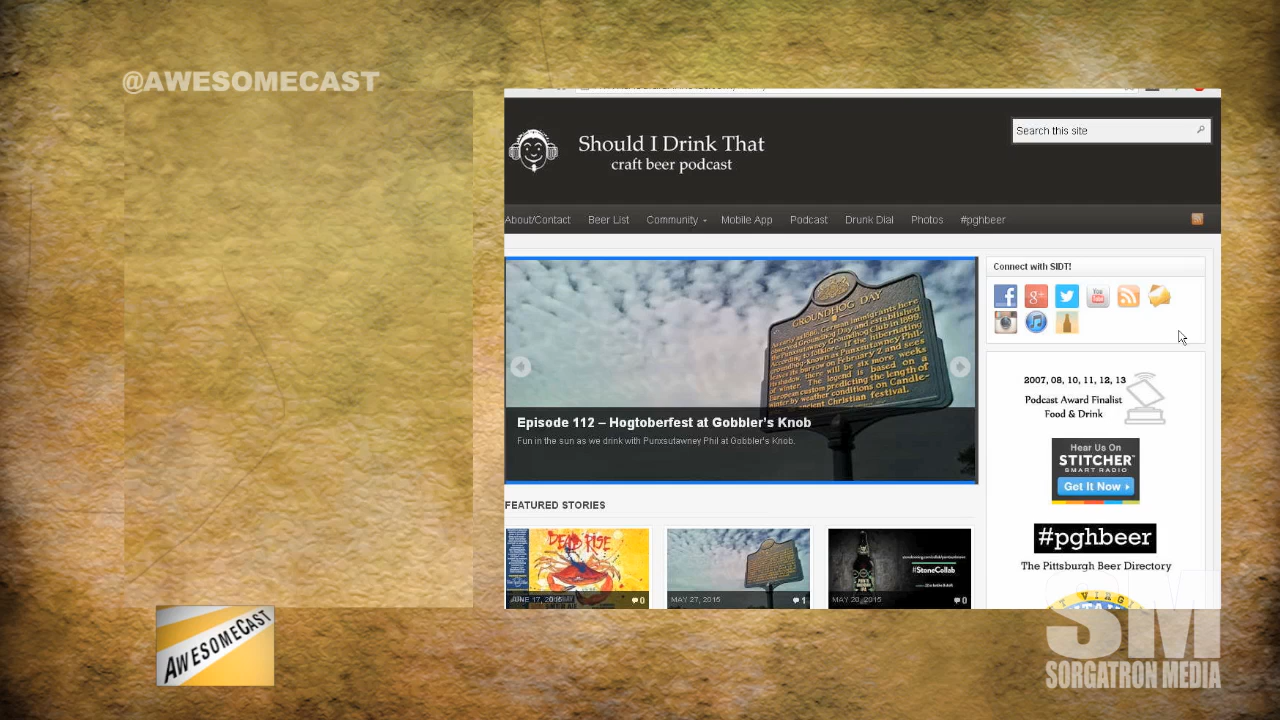 @AWESOMECAST
Should I Drink That
craft beer podcast
Search this site
About/Contact Beer List Community Mobile App Podcast Drunk Dial Photos #pghbeer
Connect with SIDT!
GROUNDHOG DAY
Episode 112 – Hogtoberfest at Gobbler's Knob
Fun in the sun as we drink with Punxsutawney Phil at Gobbler's Knob.
2007, 08, 10, 11, 12, 13
Podcast Award Finalist
Food & Drink
Hear Us On
STITCHER
SMART RADIO
Get It Now
#pghbeer
The Pittsburgh Beer Directory
FEATURED STORIES
DEAD RISE
#StoneCollab
JUNE 17, 2015 0
MAY 27, 2015 1
MAY 20, 2015 0
AWESOMECAST
SM
SORGATRON MEDIA